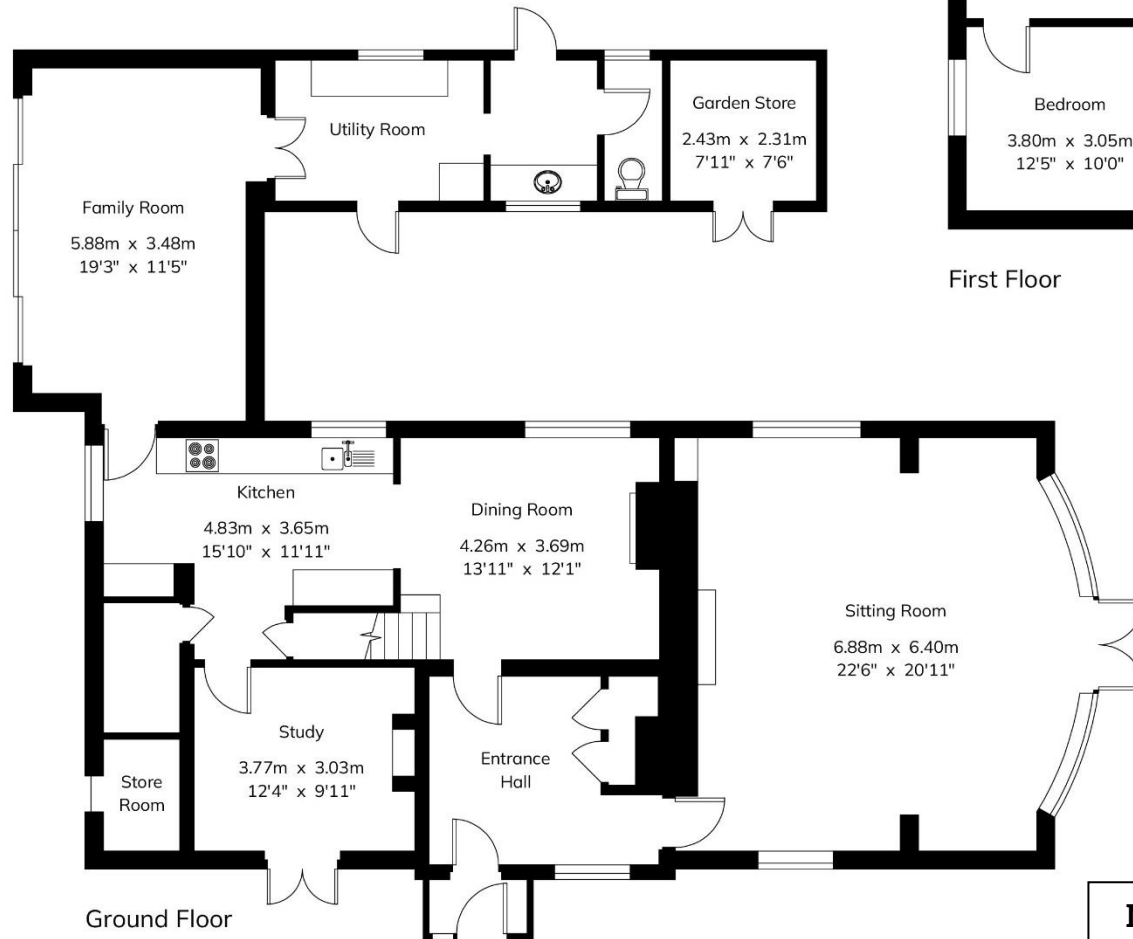 Garden Store
2.43m x 2.31m
7'11" x 7'6"
Bedroom
3.80m x 3.05m
12'5" x 10'0"
Utility Room
Family Room
5.88m x 3.48m
19'3" x 11'5"
First Floor
Kitchen
4.83m x 3.65m
15'10" x 11'11"
Dining Room
4.26m x 3.69m
13'11" x 12'1"
Sitting Room
6.88m x 6.40m
22'6" x 20'11"
Study
3.77m x 3.03m
12'4" x 9'11"
Entrance
Hall
Store
Room
Ground Floor